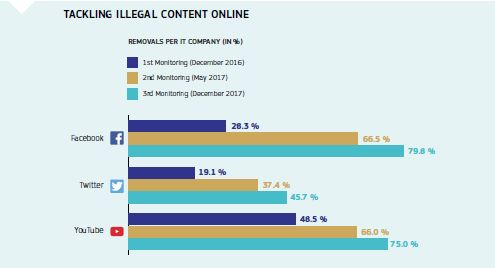 TACKLING ILLEGAL CONTENT ONLINE
REMOVALS PER IT COMPANY (IN %)
1st Monitoring (December 2016)
2nd Monitoring (May 2017)
3rd Monitoring (December 2017)
28.3 %
Facebook
66.5 %
79.8 %
19.1 %
Twitter
37.4 %
45.7 %
48.5 %
YouTube
66.0 %
75.0 %